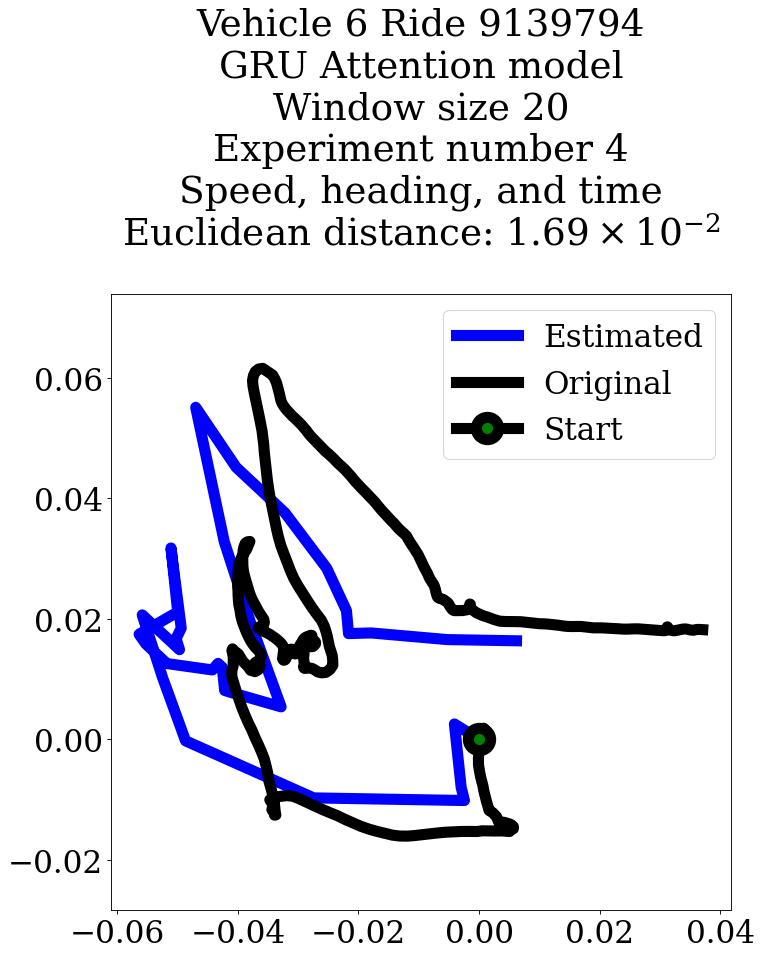 Vehicle 6 Ride 9139794
GRU Attention model
Window size 20
Experiment number 4
Speed, heading, and time
Euclidean distance: 1.69 × 10⁻²
Estimated
Original
Start
0.06
0.04
0.02
0.00
−0.02
−0.06 −0.04 −0.02 0.00 0.02 0.04